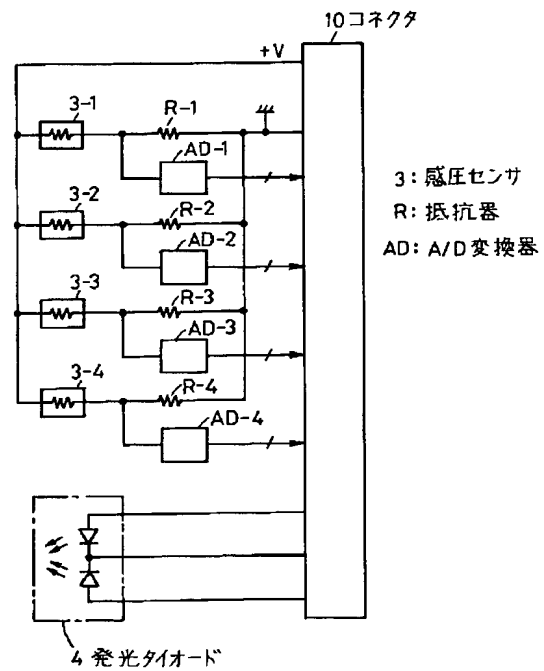 10コネクタ
+V
3-1
R-1
AD-1
3-2
R-2
AD-2
3-3
R-3
AD-3
3-4
R-4
AD-4
3: 感圧センサ
R: 抵抗器
AD: A/D変換器
4 発光ダイオード